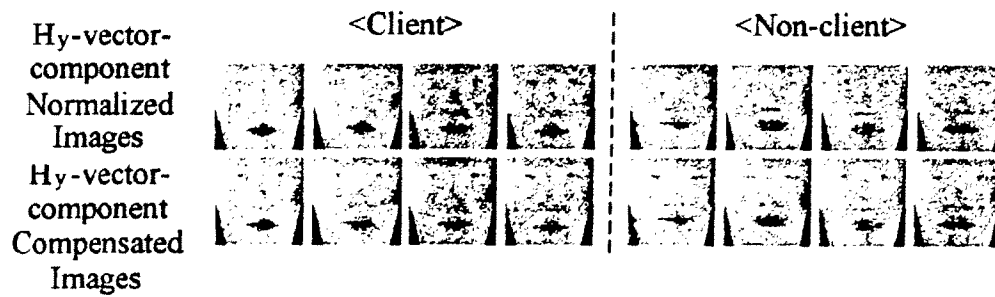 <Client>
<Non-client>
Hy-vector-
component
Normalized
Images
Hy-vector-
component
Compensated
Images